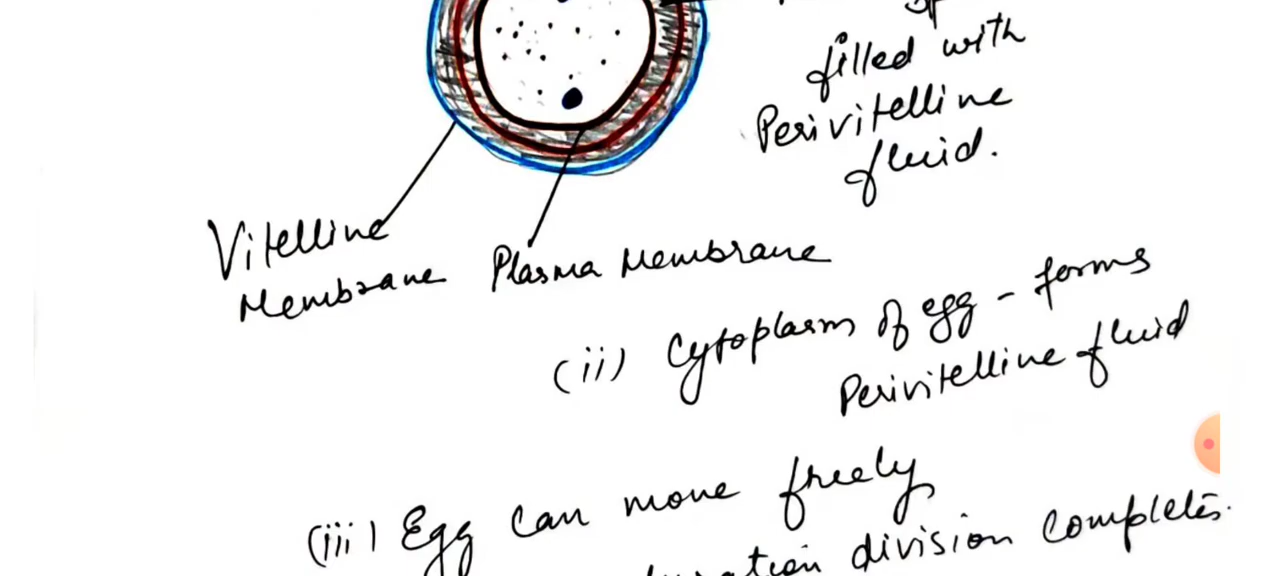 filled with
Perivitelline
fluid.
Vitelline
Membrane
Plasma Membrane
(ii) Cytoplasm of egg - forms
Perivitelline fluid
(iii) Egg can move freely
division completes.